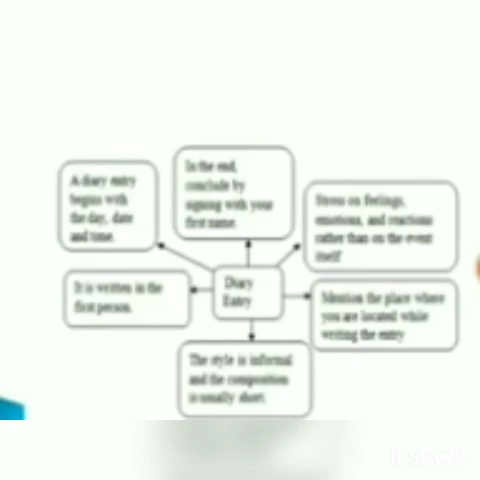 A diary entry
begins with
the day, date
and time.
In the end,
conclude by
signing with your
first name.
Stress on feelings,
emotions, and reactions
rather than on the event
itself
It is written in the
first person.
Diary
Entry
Mention the place where
you are located while
writing the entry
The style is informal
and the composition
is usually short.
InShOt